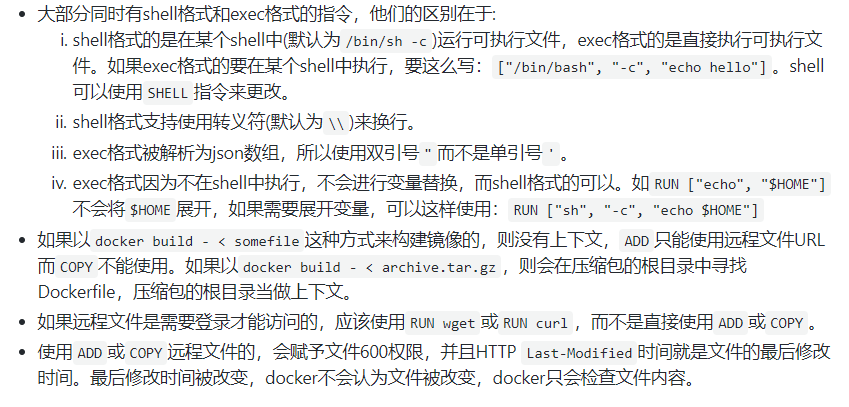 • 大部分同时有shell格式和exec格式的指令，他们的区别在于:
i. shell格式的是在某个shell中(默认为 /bin/sh -c )运行可执行文件，exec格式的是直接执行可执行文
件。如果exec格式的要在某个shell中执行，要这么写： ["/bin/bash", "-c", "echo hello"] 。shell
可以使用 SHELL 指令来更改。
ii. shell格式支持使用转义符(默认为 \\ )来换行。
iii. exec格式被解析为json数组，所以使用双引号 " 而不是单引号 ' 。
iv. exec格式因为不在shell中执行，不会进行变量替换，而shell格式的可以。如 RUN ["echo", "$HOME"]
不会将 $HOME 展开，如果需要展开变量，可以这样使用： RUN ["sh", "-c", "echo $HOME"]
• 如果以 docker build - < somefile 这种方式来构建镜像的，则没有上下文， ADD 只能使用远程文件URL
而 COPY 不能使用。如果以 docker build - < archive.tar.gz ，则会在压缩包的根目录中寻找
Dockerfile，压缩包的根目录当做上下文。
• 如果远程文件是需要登录才能访问的，应该使用 RUN wget 或 RUN curl ，而不是直接使用 ADD 或 COPY 。
• 使用 ADD 或 COPY 远程文件的，会赋予文件600权限，并且HTTP Last-Modified 时间就是文件的最后修改
时间。最后修改时间被改变，docker不会认为文件被改变，docker只会检查文件内容。